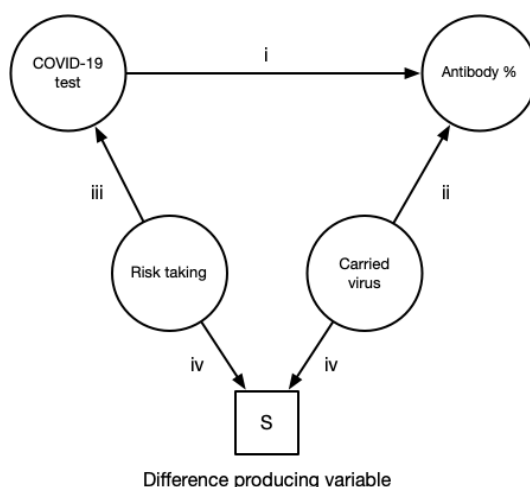 COVID-19
test
i
Antibody %
iii
ii
Risk taking
Carried
virus
iv
iv
S
Difference producing variable